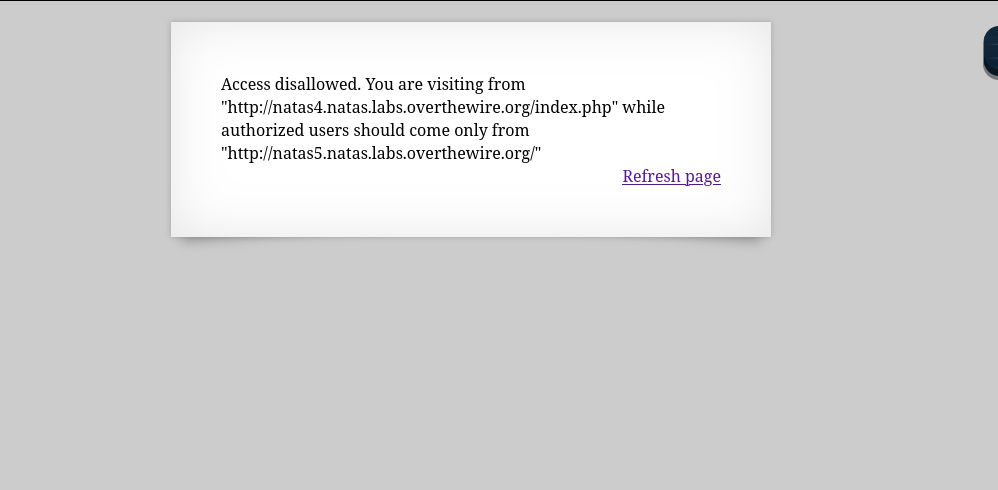 Access disallowed. You are visiting from
"http://natas4.natas.labs.overthewire.org/index.php" while
authorized users should come only from
"http://natas5.natas.labs.overthewire.org/"
Refresh page